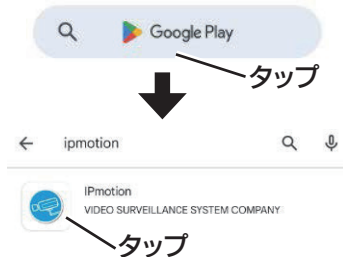 Google Play
タップ
ipmotion
IPmotion
VIDEO SURVEILLANCE SYSTEM COMPANY
タップ